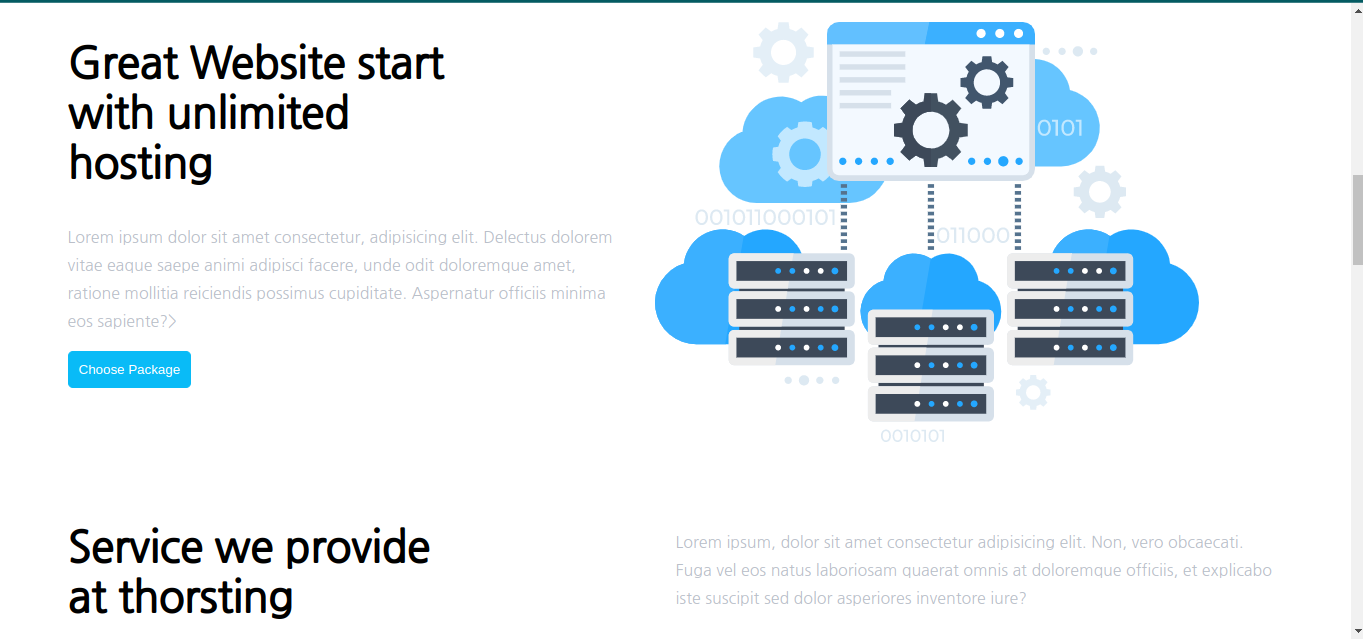 Great Website start
with unlimited
hosting
Lorem ipsum dolor sit amet consectetur, adipisicing elit. Delectus dolorem
vitae eaque saepe animi adipisci facere, unde odit doloremque amet,
ratione mollitia reiciendis possimus cupiditate. Aspernatur officiis minima
eos sapiente?>
Choose Package
0101
001011000101
011000
0010101
Service we provide
at thorsting
Lorem ipsum, dolor sit amet consectetur adipisicing elit. Non, vero obcaecati.
Fuga vel eos natus laboriosam quaerat omnis at doloremque officiis, et explicabo
iste suscipit sed dolor asperiores inventore iure?